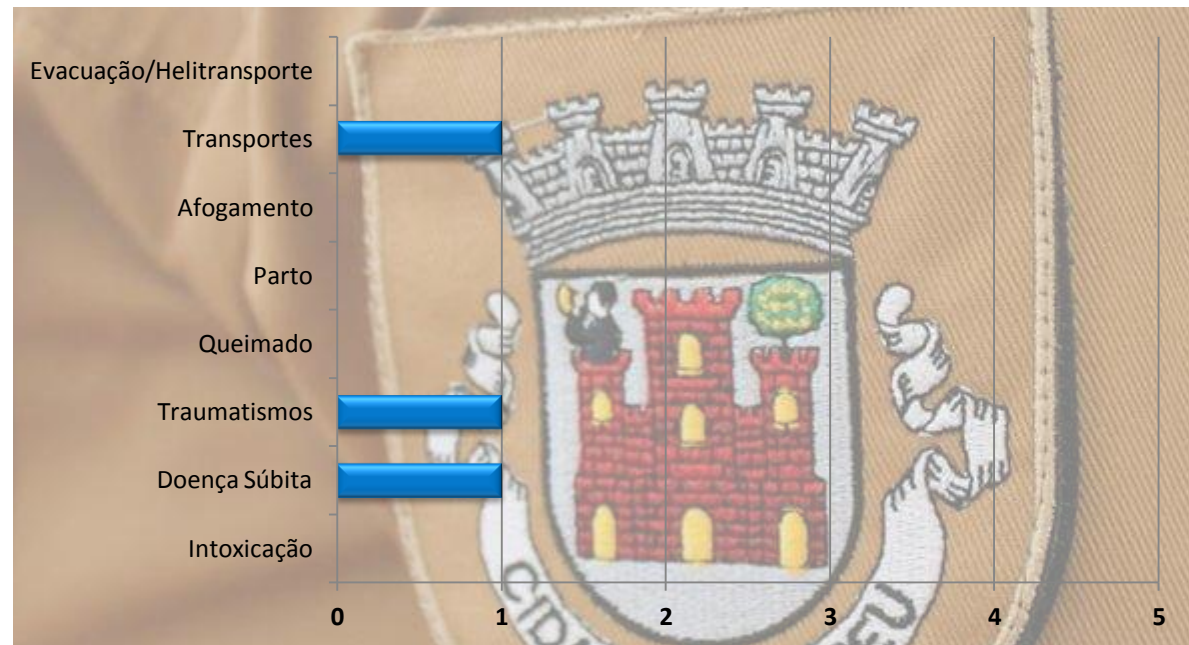 Evacuação/Helitransporte
Transportes
Afogamento
Parto
Queimado
Traumatismos
Doença Súbita
Intoxicação
0 1 2 3 4 5